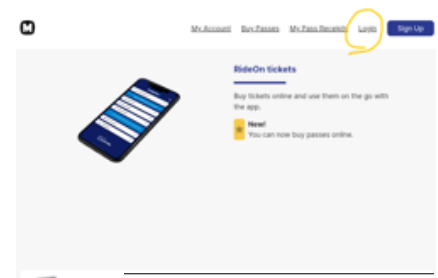 M
My Account Buy Passes My Pass Receipts Login Sign Up
RideOn tickets
Buy tickets online and use them on the go with
the app.
New!
You can now buy passes online.